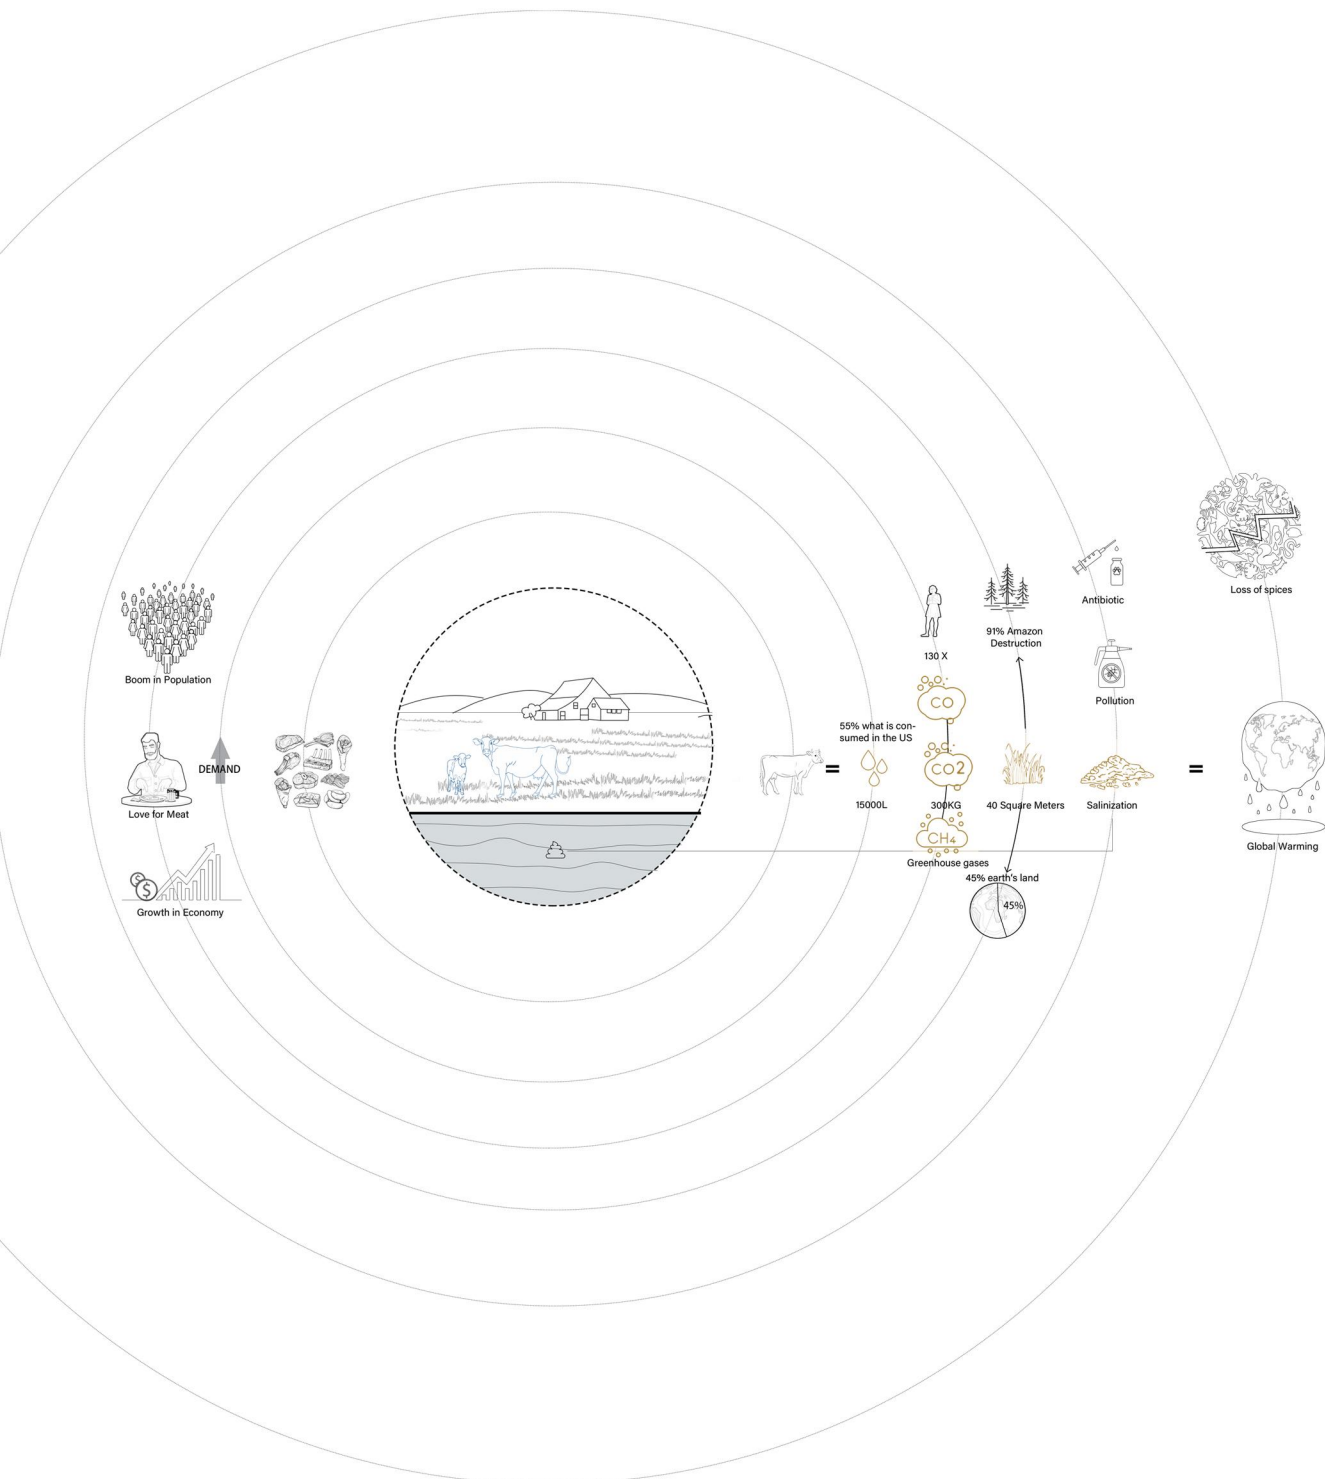 Loss of spices
Antibiotic
91% Amazon
Destruction
130 X
Boom in Population
Pollution
CO
55% what is con-
sumed in the US
DEMAND
=
CO2
=
15000L
300KG
40 Square Meters
Salinization
Love for Meat
CH4
Global Warming
Greenhouse gases
45% earth's land
45%
$
$
Growth in Economy